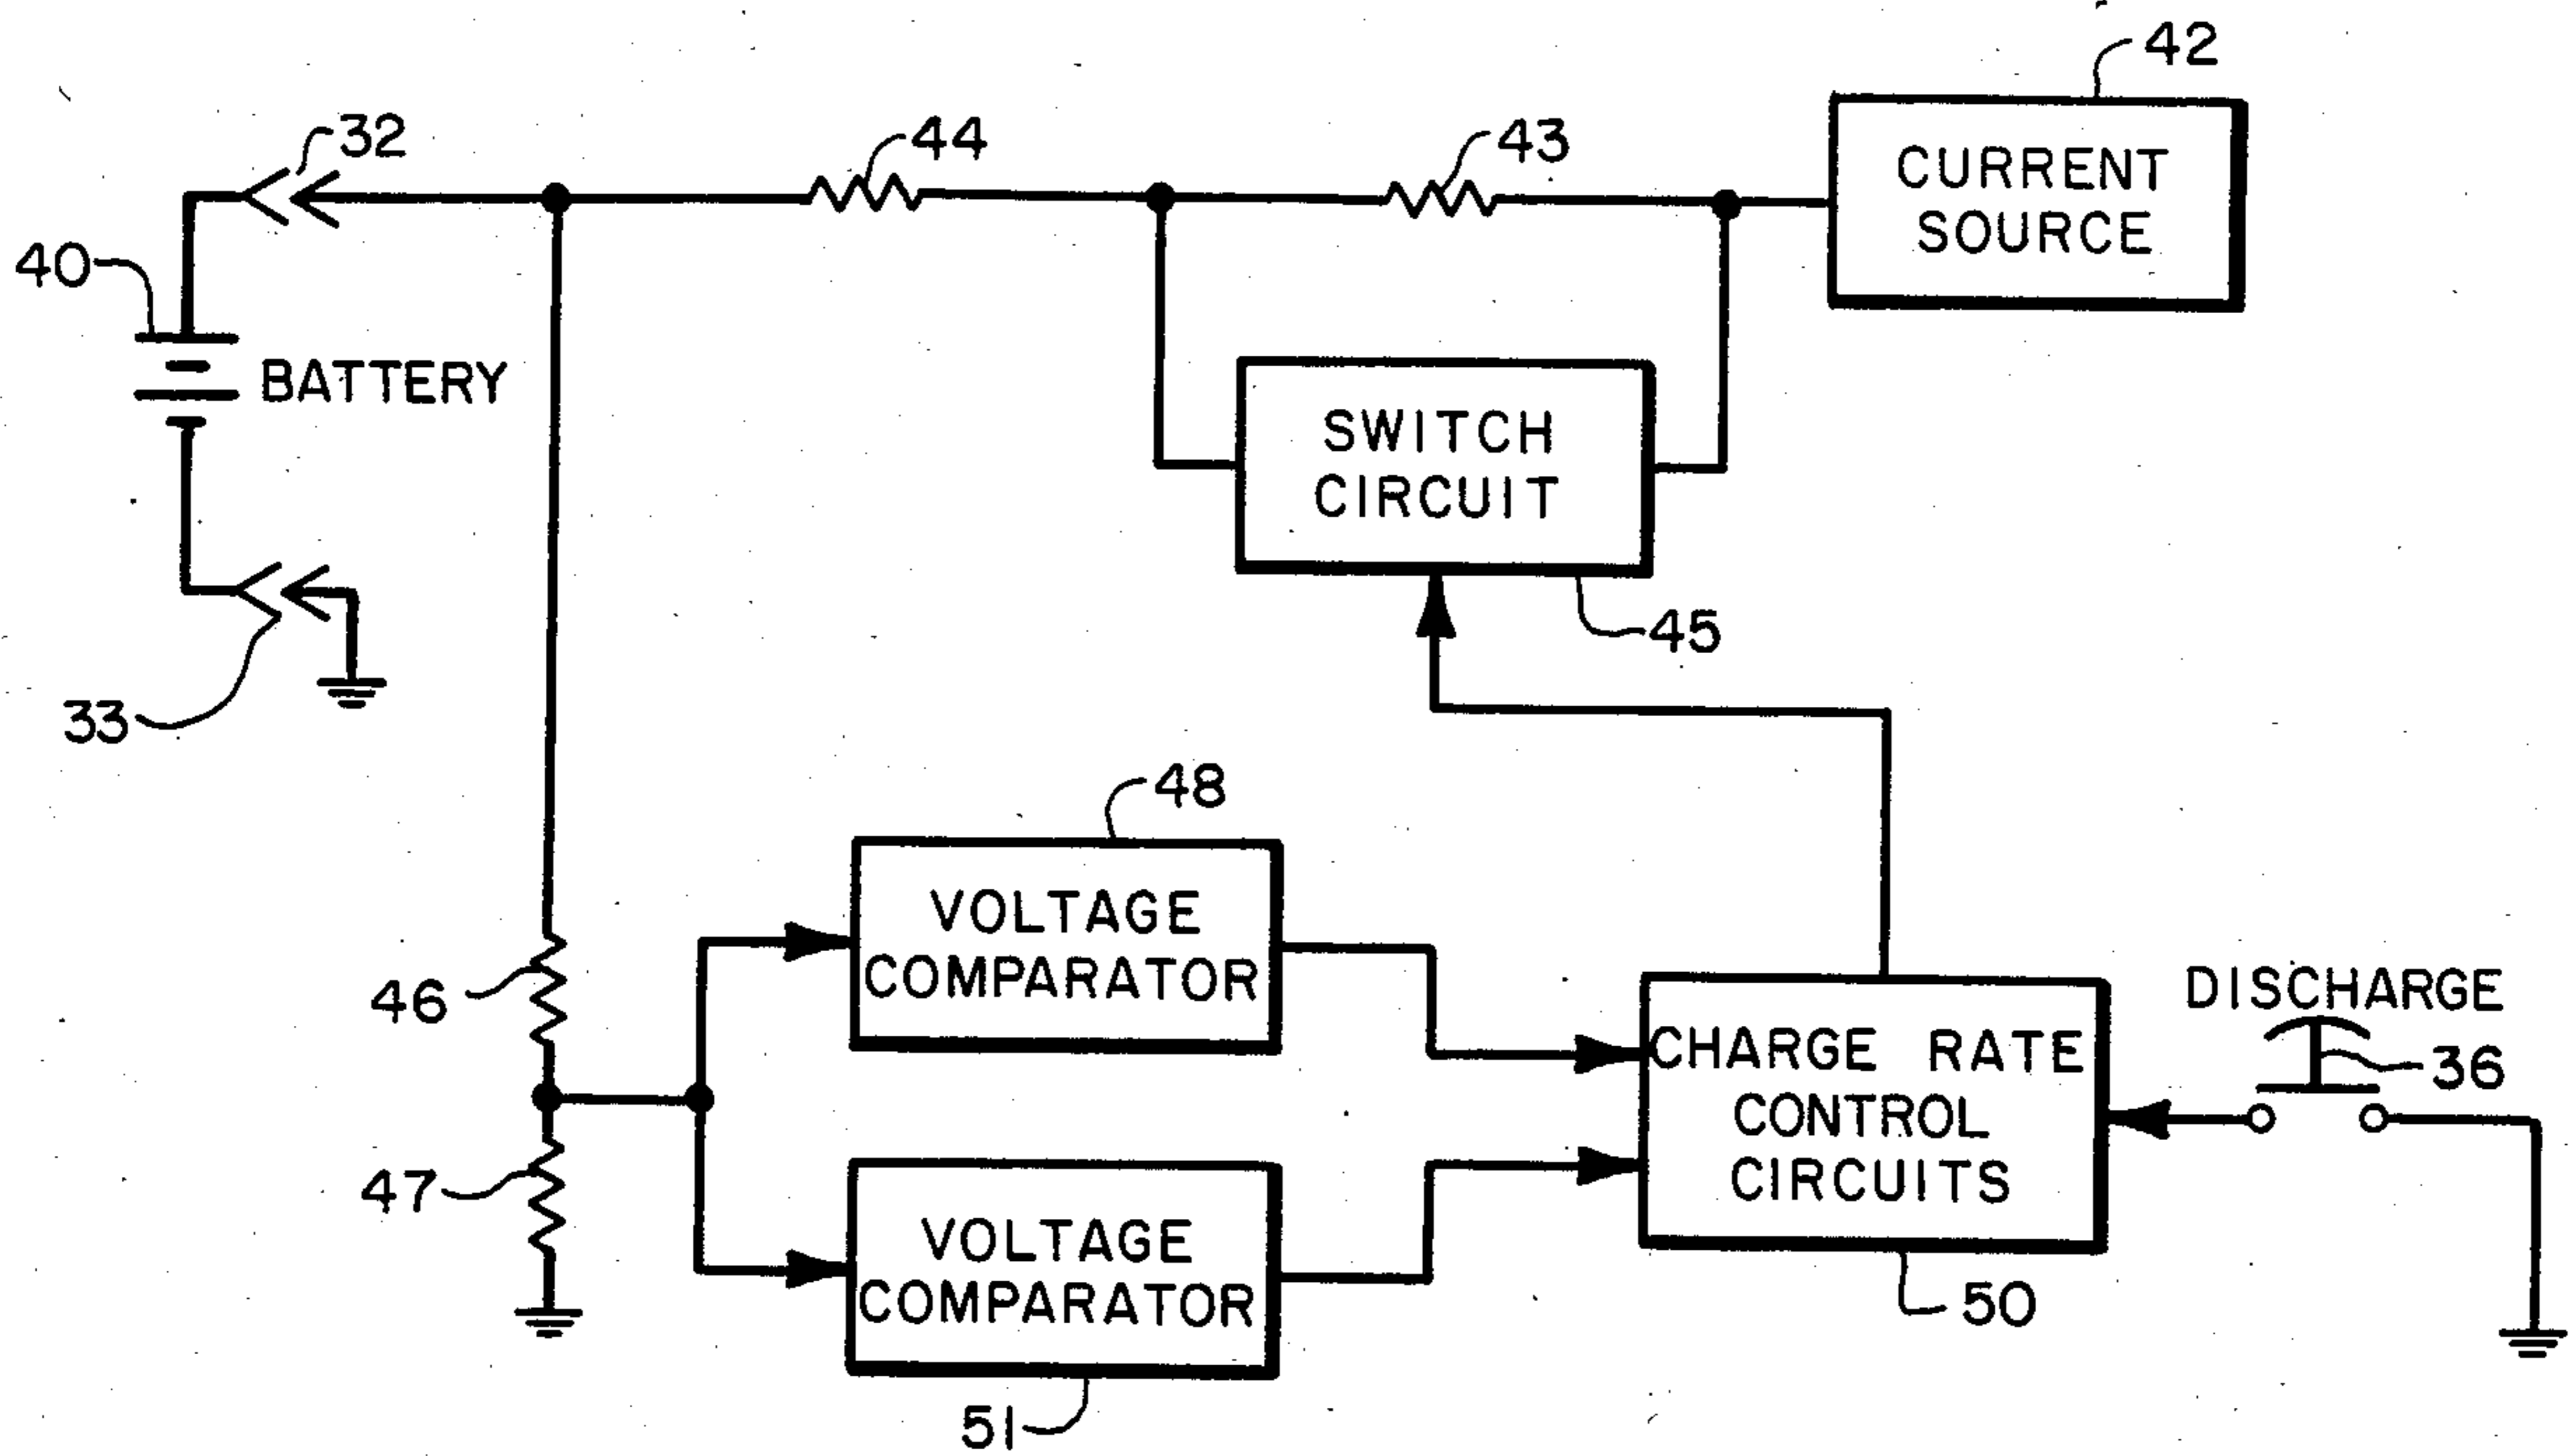 42
32
44
43
CURRENT
SOURCE
40
BATTERY
SWITCH
CIRCUIT
45
33
48
VOLTAGE
COMPARATOR
46
CHARGE RATE
CONTROL
CIRCUITS
DISCHARGE
36
47
VOLTAGE
COMPARATOR
50
51